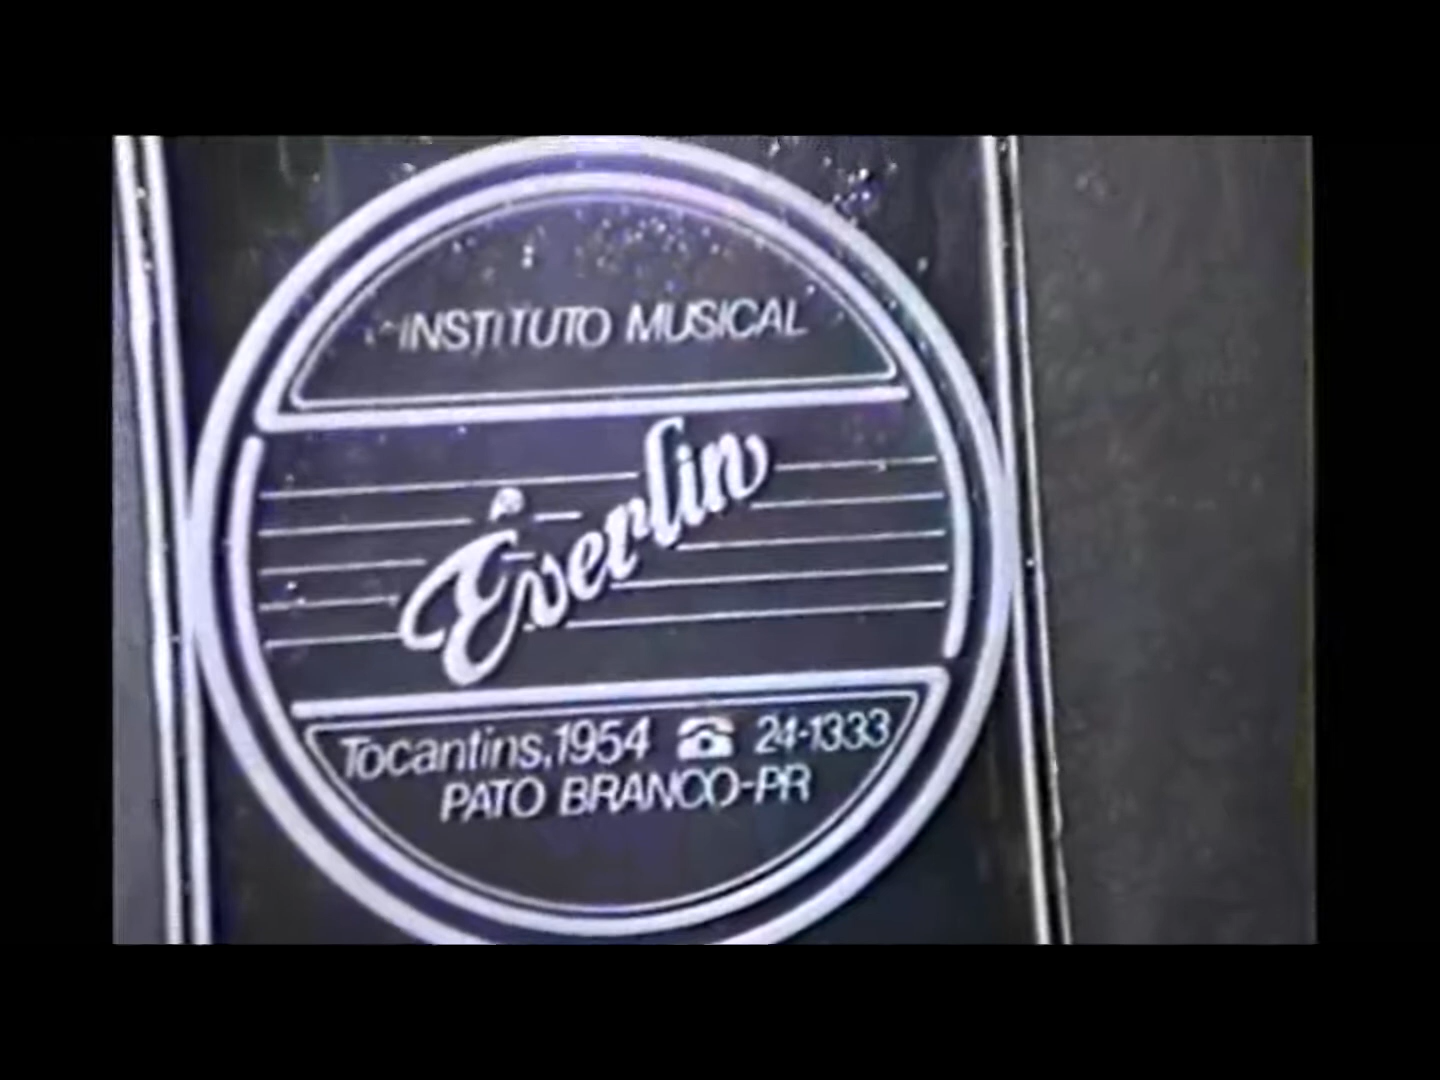 INSTITUTO MUSICAL
Everlin
Tocantins,1954 ☎ 24-1333
PATO BRANCO-PR